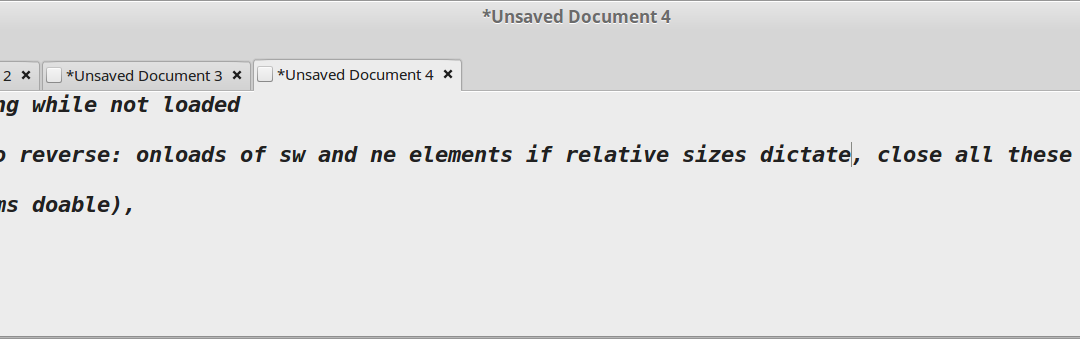 *Unsaved Document 4
2 × *Unsaved Document 3 × *Unsaved Document 4 ×
ng while not loaded
o reverse: onloads of sw and ne elements if relative sizes dictate, close all these
ms doable),